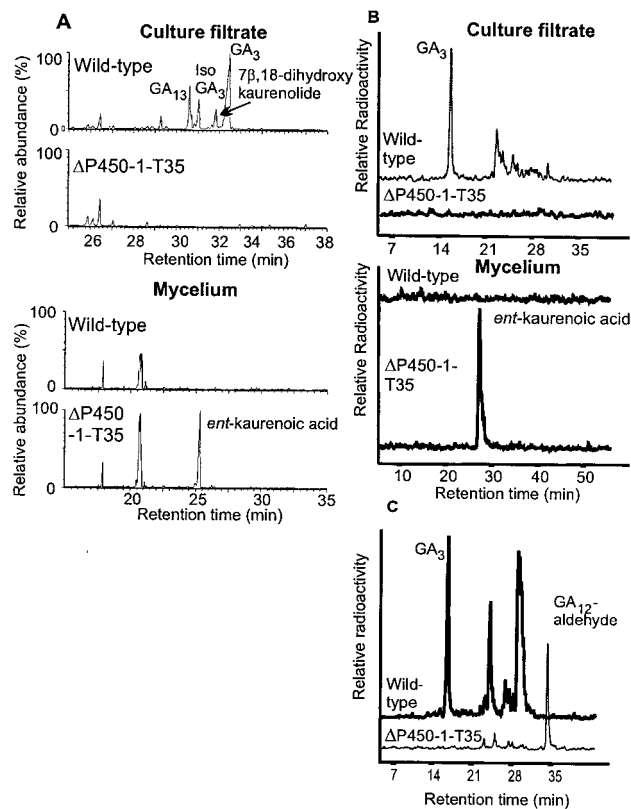 A
Culture filtrate
Wild-type
GA13
Iso
GA3
GA3
7β,18-dihydroxy
kaurenolide
Relative abundance (%)
100
0
ΔP450-1-T35
Relative abundance (%)
100
0
26 28 30 32 34 36 38
Retention time (min)
Mycelium
Wild-type
Relative abundance (%)
100
0
ΔP450
-1-T35
ent-kaurenoic acid
Relative abundance (%)
100
0
20 25 30 35
Retention time (min)
B
Culture filtrate
GA3
Wild-
type
ΔP450-1-T35
Relative Radioactivity
7 14 21 28 35
Mycelium
Wild-type
ent-kaurenoic acid
ΔP450-1-
T35
Relative Radioactivity
10 20 30 40 50
Retention time (min)
C
GA3
GA12-
aldehyde
Wild-
type
ΔP450-1-T35
Relative radioactivity
7 14 21 28 35
Retention time (min)